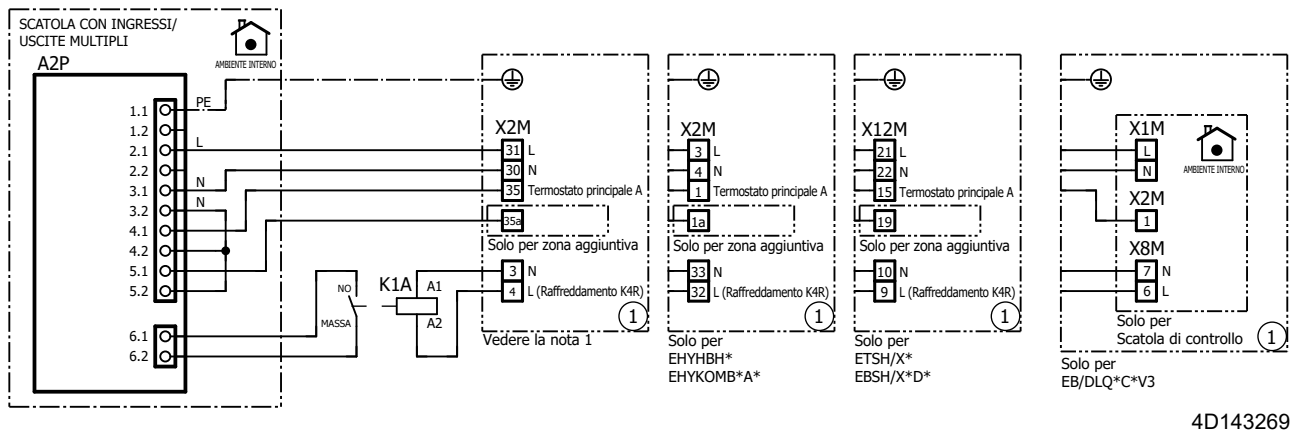 SCATOLA CON INGRESSI/
USCITE MULTIPLI
AMBIENTE INTERNO
A2P
1.1
1.2
2.1
2.2
3.1
3.2
4.1
4.2
5.1
5.2
6.1
6.2
PE
L
N
N
NO
MASSA
K1A
A1
A2
X2M
31 L
30 N
35 Termostato principale A
35a
Solo per zona aggiuntiva
3 N
4 L (Raffreddamento K4R)
1
Vedere la nota 1
X2M
3 L
4 N
1 Termostato principale A
1a
Solo per zona aggiuntiva
33 N
32 L (Raffreddamento K4R)
1
Solo per
EHYHBH*
EHYKOMB*A*
X12M
21 L
22 N
15 Termostato principale A
19
Solo per zona aggiuntiva
10 N
9 L (Raffreddamento K4R)
1
Solo per
ETSH/X*
EBSH/X*D*
X1M
L
N
AMBIENTE INTERNO
X2M
1
X8M
7 N
6 L
Solo per
Scatola di controllo
1
Solo per
EB/DLQ*C*V3
4D143269